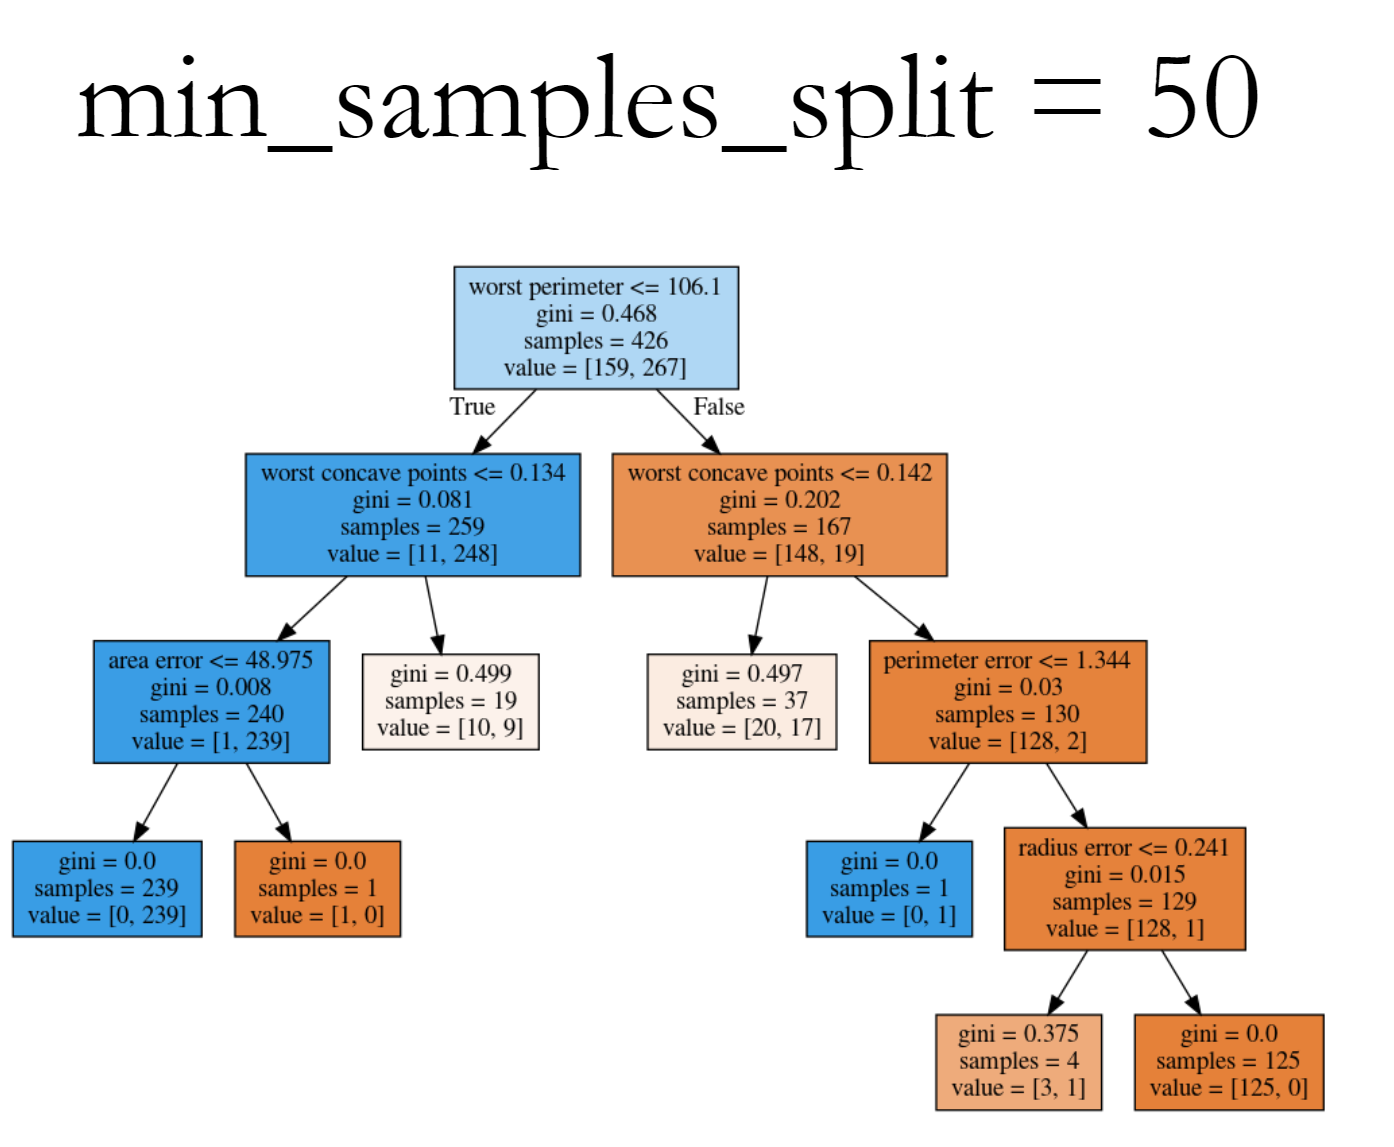 min_samples_split = 50
worst perimeter <= 106.1
gini = 0.468
samples = 426
value = [159, 267]
True
False
worst concave points <= 0.134
gini = 0.081
samples = 259
value = [11, 248]
worst concave points <= 0.142
gini = 0.202
samples = 167
value = [148, 19]
area error <= 48.975
gini = 0.008
samples = 240
value = [1, 239]
gini = 0.499
samples = 19
value = [10, 9]
gini = 0.497
samples = 37
value = [20, 17]
perimeter error <= 1.344
gini = 0.03
samples = 130
value = [128, 2]
gini = 0.0
samples = 239
value = [0, 239]
gini = 0.0
samples = 1
value = [1, 0]
gini = 0.0
samples = 1
value = [0, 1]
radius error <= 0.241
gini = 0.015
samples = 129
value = [128, 1]
gini = 0.375
samples = 4
value = [3, 1]
gini = 0.0
samples = 125
value = [125, 0]